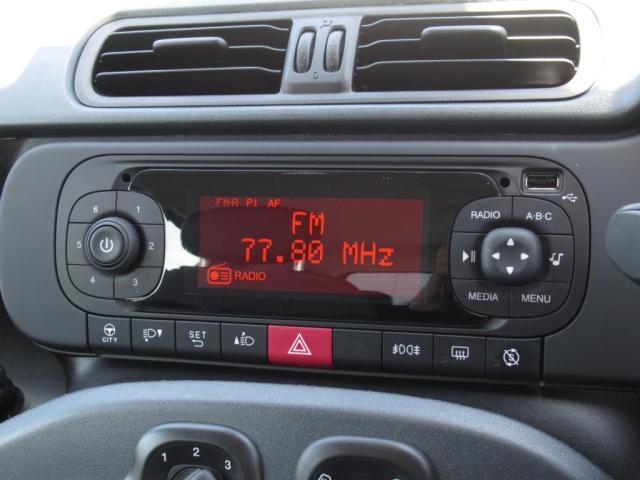 FM-A P1 AF
FM
77.80 MHz
RADIO
6 1
5 2
4 3
RADIO A·B·C
MEDIA MENU
CITY SET
1 2 3